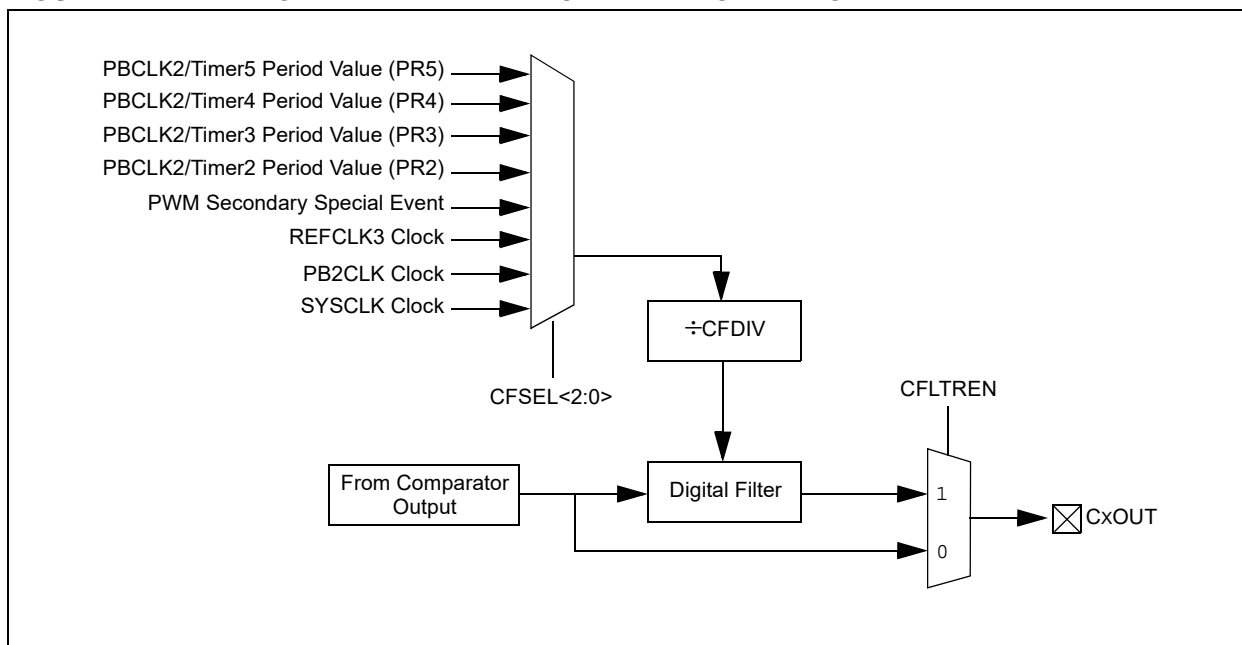 PBCLK2/Timer5 Period Value (PR5)
PBCLK2/Timer4 Period Value (PR4)
PBCLK2/Timer3 Period Value (PR3)
PBCLK2/Timer2 Period Value (PR2)
PWM Secondary Special Event
REFCLK3 Clock
PB2CLK Clock
SYSCLK Clock
÷CFDIV
CFSEL<2:0>
CFLTREN
From Comparator
Output
Digital Filter
1
0
CxOUT